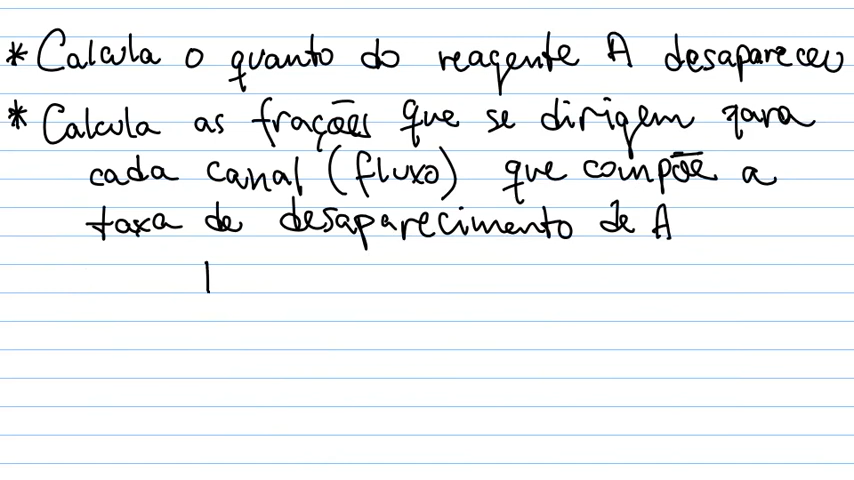 * Calcula o quanto do reagente A desapareceu
* Calcula as frações que se dirigem para
cada canal (fluxo) que compõe a
taxa de desaparecimento de A